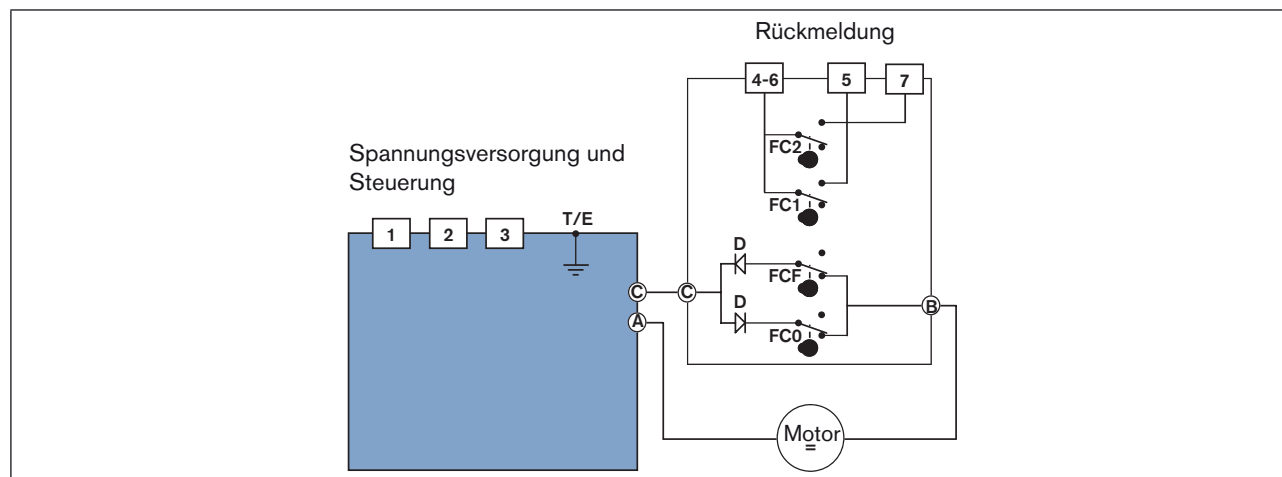 Rückmeldung
4-6 5 7
FC2
Spannungsversorgung und
Steuerung
FC1
1 2 3 T/E
D
FCF
C C
D
B
A
FC0
Motor
=